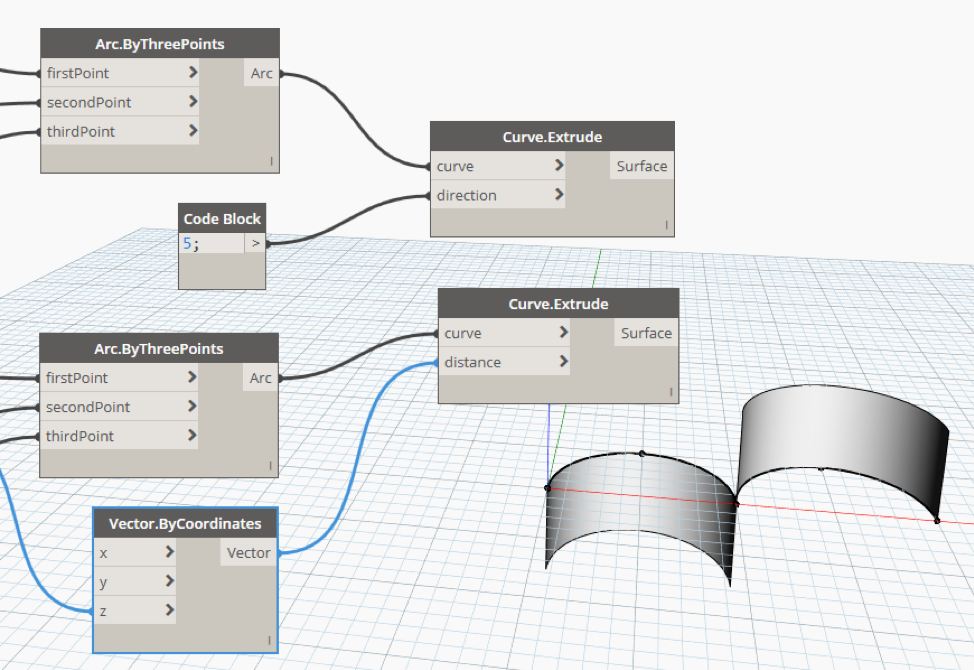 Arc.ByThreePoints
firstPoint > Arc
secondPoint >
thirdPoint >
Curve.Extrude
curve > Surface
direction >
Code Block
5; >
Curve.Extrude
curve > Surface
distance >
Arc.ByThreePoints
firstPoint > Arc
secondPoint >
thirdPoint >
Vector.ByCoordinates
x > Vector
y >
z >